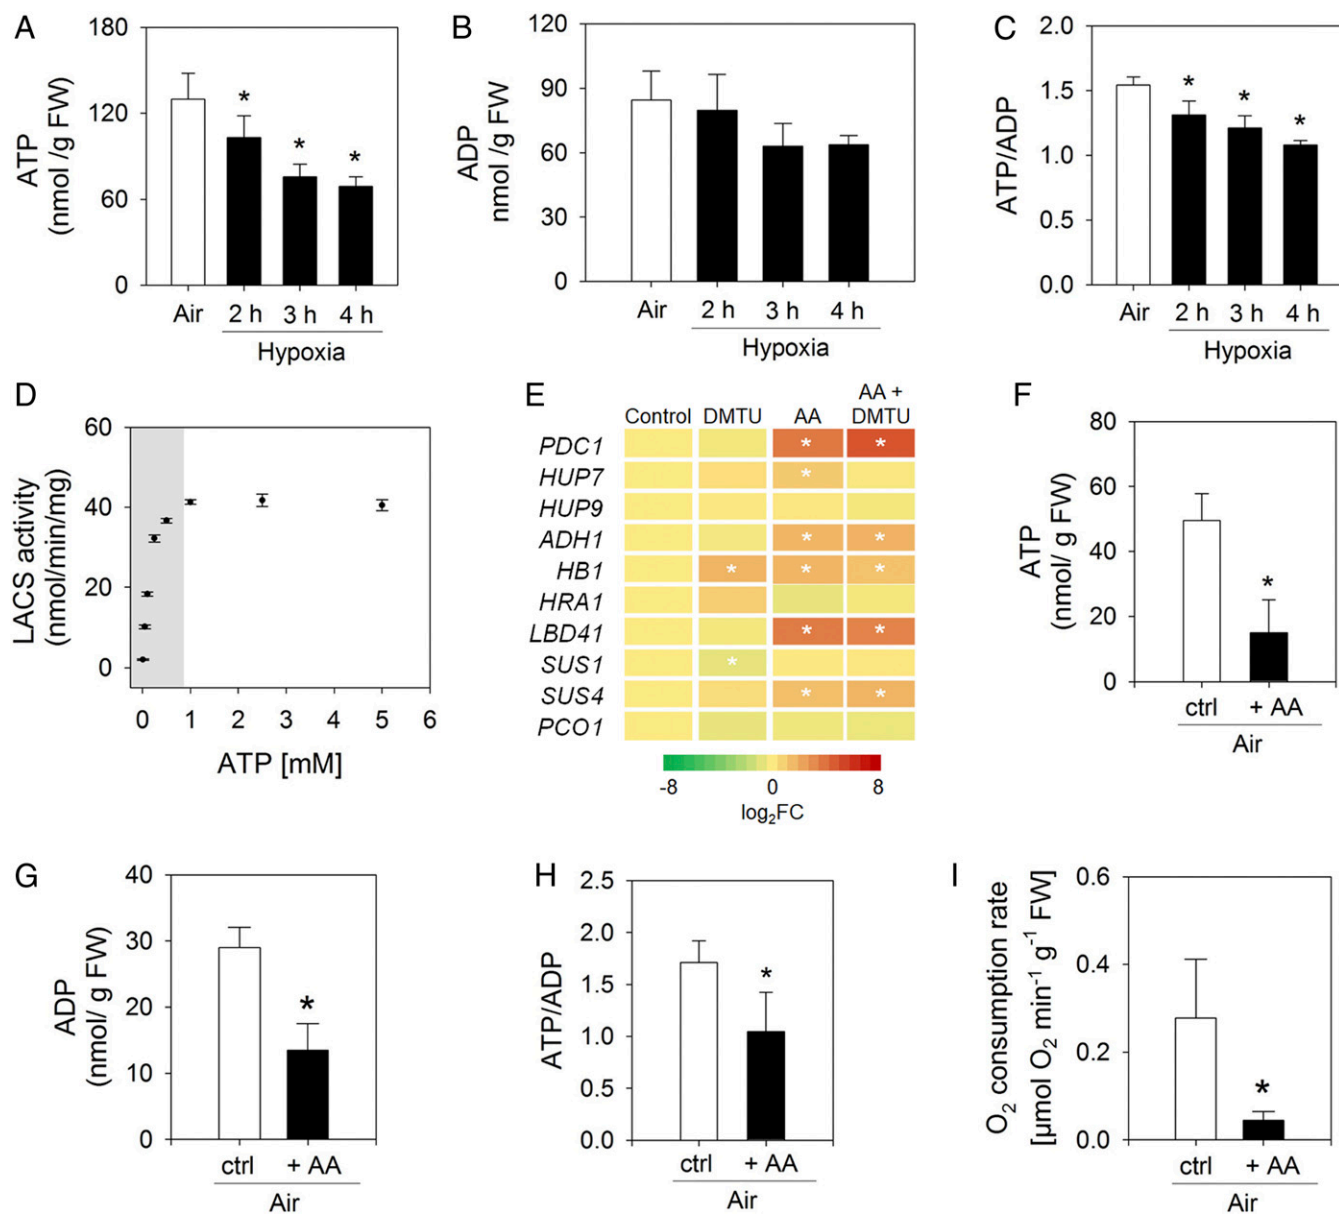 A
ATP
(nmol /g FW)
180
120
60
0
Air
2 h
3 h
4 h
Hypoxia
*
*
*
B
ADP
nmol /g FW
120
90
60
30
0
Air
2 h
3 h
4 h
Hypoxia
C
ATP/ADP
2.0
1.5
1.0
0.5
0.0
Air
2 h
3 h
4 h
Hypoxia
*
*
*
D
LACS activity
(nmol/min/mg)
60
40
20
0
0 1 2 3 4 5 6
ATP [mM]
E
Control
DMTU
AA
AA +
DMTU
PDC1 * *
HUP7 *
HUP9
ADH1 * *
HB1 * * *
HRA1
LBD41 * *
SUS1 *
SUS4 * *
PCO1
-8 0 8
log₂FC
F
ATP
(nmol/ g FW)
80
60
40
20
0
*
ctrl + AA
Air
G
ADP
(nmol/ g FW)
40
30
20
10
0
*
ctrl + AA
Air
H
ATP/ADP
2.5
2.0
1.5
1.0
0.5
0.0
*
ctrl + AA
Air
I
O₂ consumption rate
[µmol O₂ min⁻¹ g⁻¹ FW]
0.6
0.4
0.2
0.0
*
ctrl + AA
Air